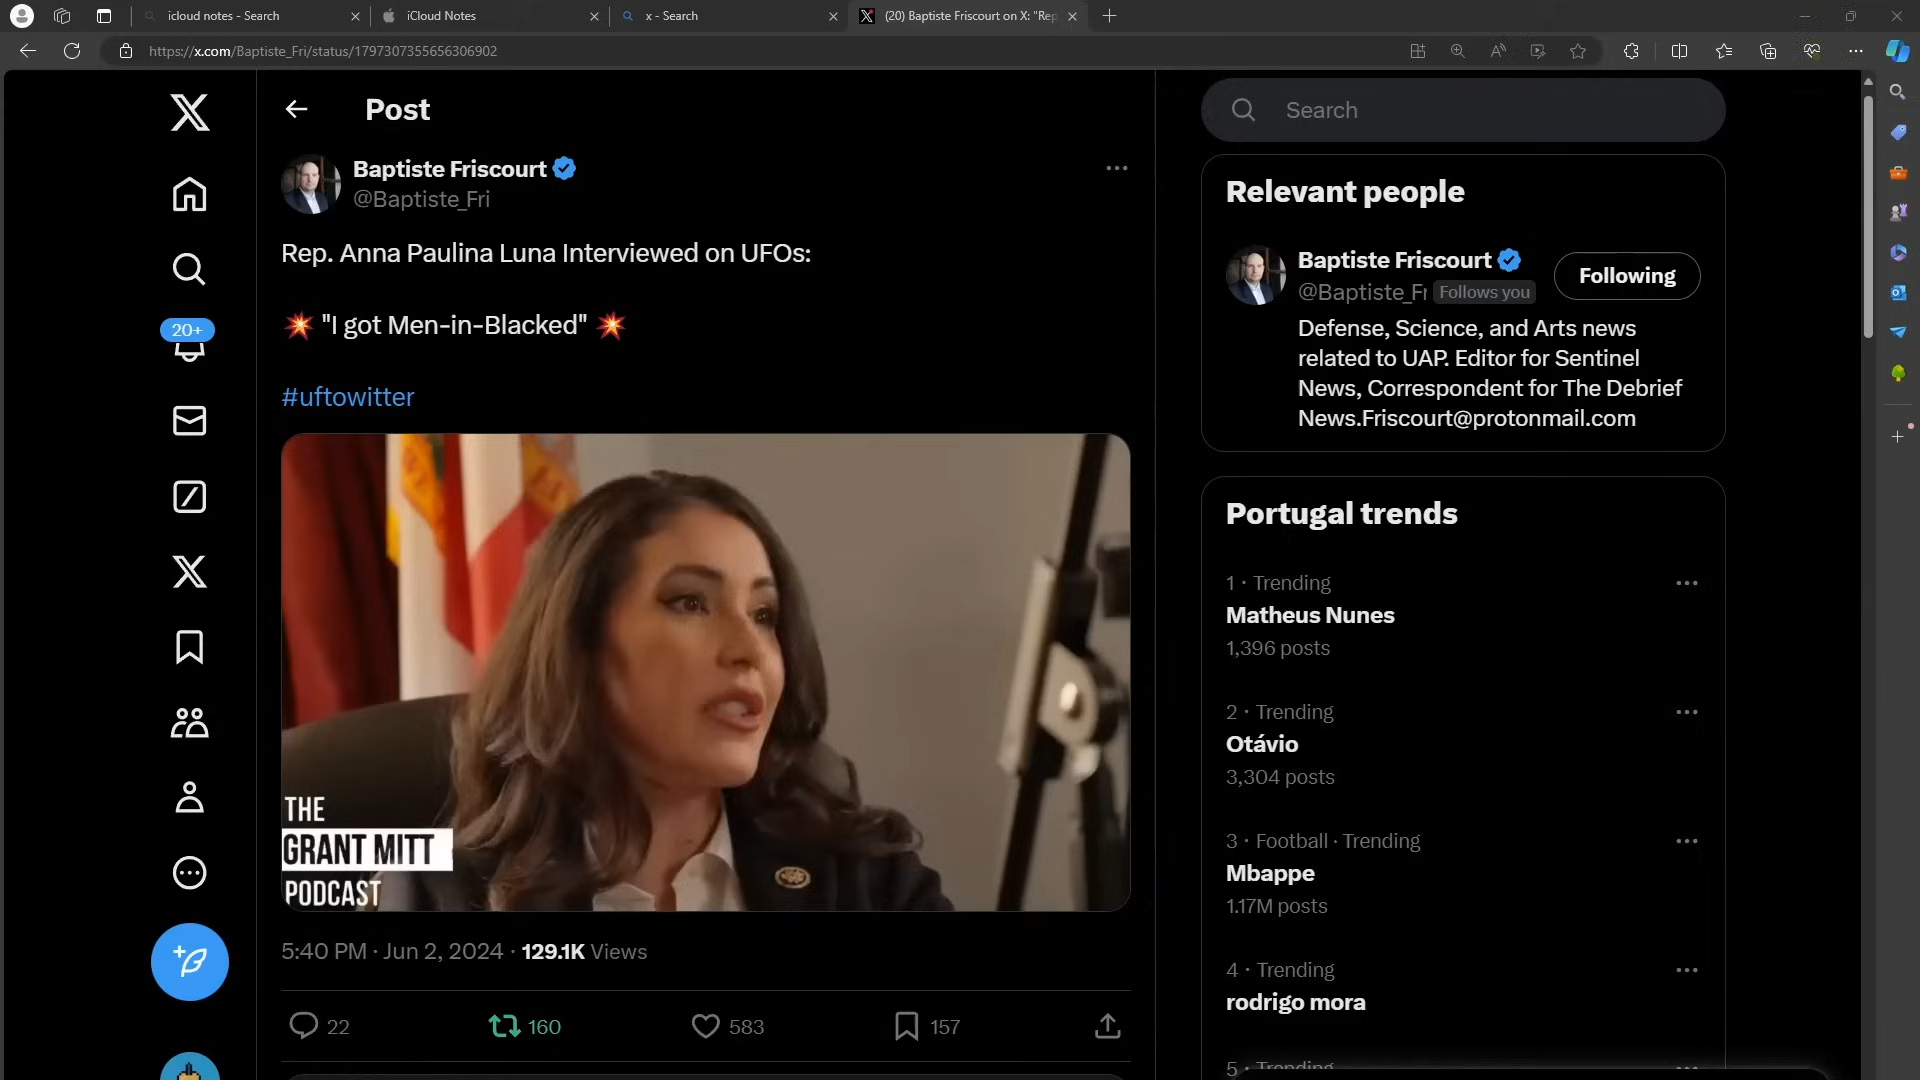 icloud notes - Search
iCloud Notes
x - Search
(20) Baptiste Friscourt on X: "Rep
https://x.com/Baptiste_Fri/status/1797307355656306902
Post
Baptiste Friscourt
@Baptiste_Fri
Rep. Anna Paulina Luna Interviewed on UFOs:
💥 "I got Men-in-Blacked" 💥
#uftowitter
THE
GRANT MITT
PODCAST
5:40 PM · Jun 2, 2024 · 129.1K Views
22 160 583 157
20+
Search
Relevant people
Baptiste Friscourt
@Baptiste_Fr Follows you
Following
Defense, Science, and Arts news
related to UAP. Editor for Sentinel
News, Correspondent for The Debrief
News.Friscourt@protonmail.com
Portugal trends
1 · Trending
Matheus Nunes
1,396 posts
2 · Trending
Otávio
3,304 posts
3 · Football · Trending
Mbappe
1.17M posts
4 · Trending
rodrigo mora
5 · Trending